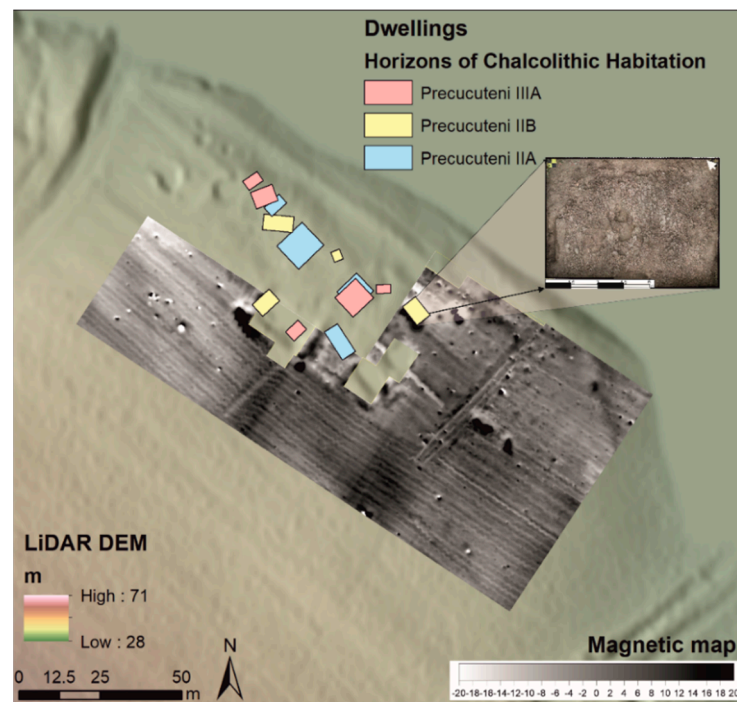 Dwellings
Horizons of Chalcolithic Habitation
Precucuteni IIIA
Precucuteni IIB
Precucuteni IIA
LiDAR DEM
m
High : 71
Low : 28
N
0 12.5 25 50
m
Magnetic map
-20 -18 -16 -14 -12 -10 -8 -6 -4 -2 0 2 4 6 8 10 12 14 16 18 20